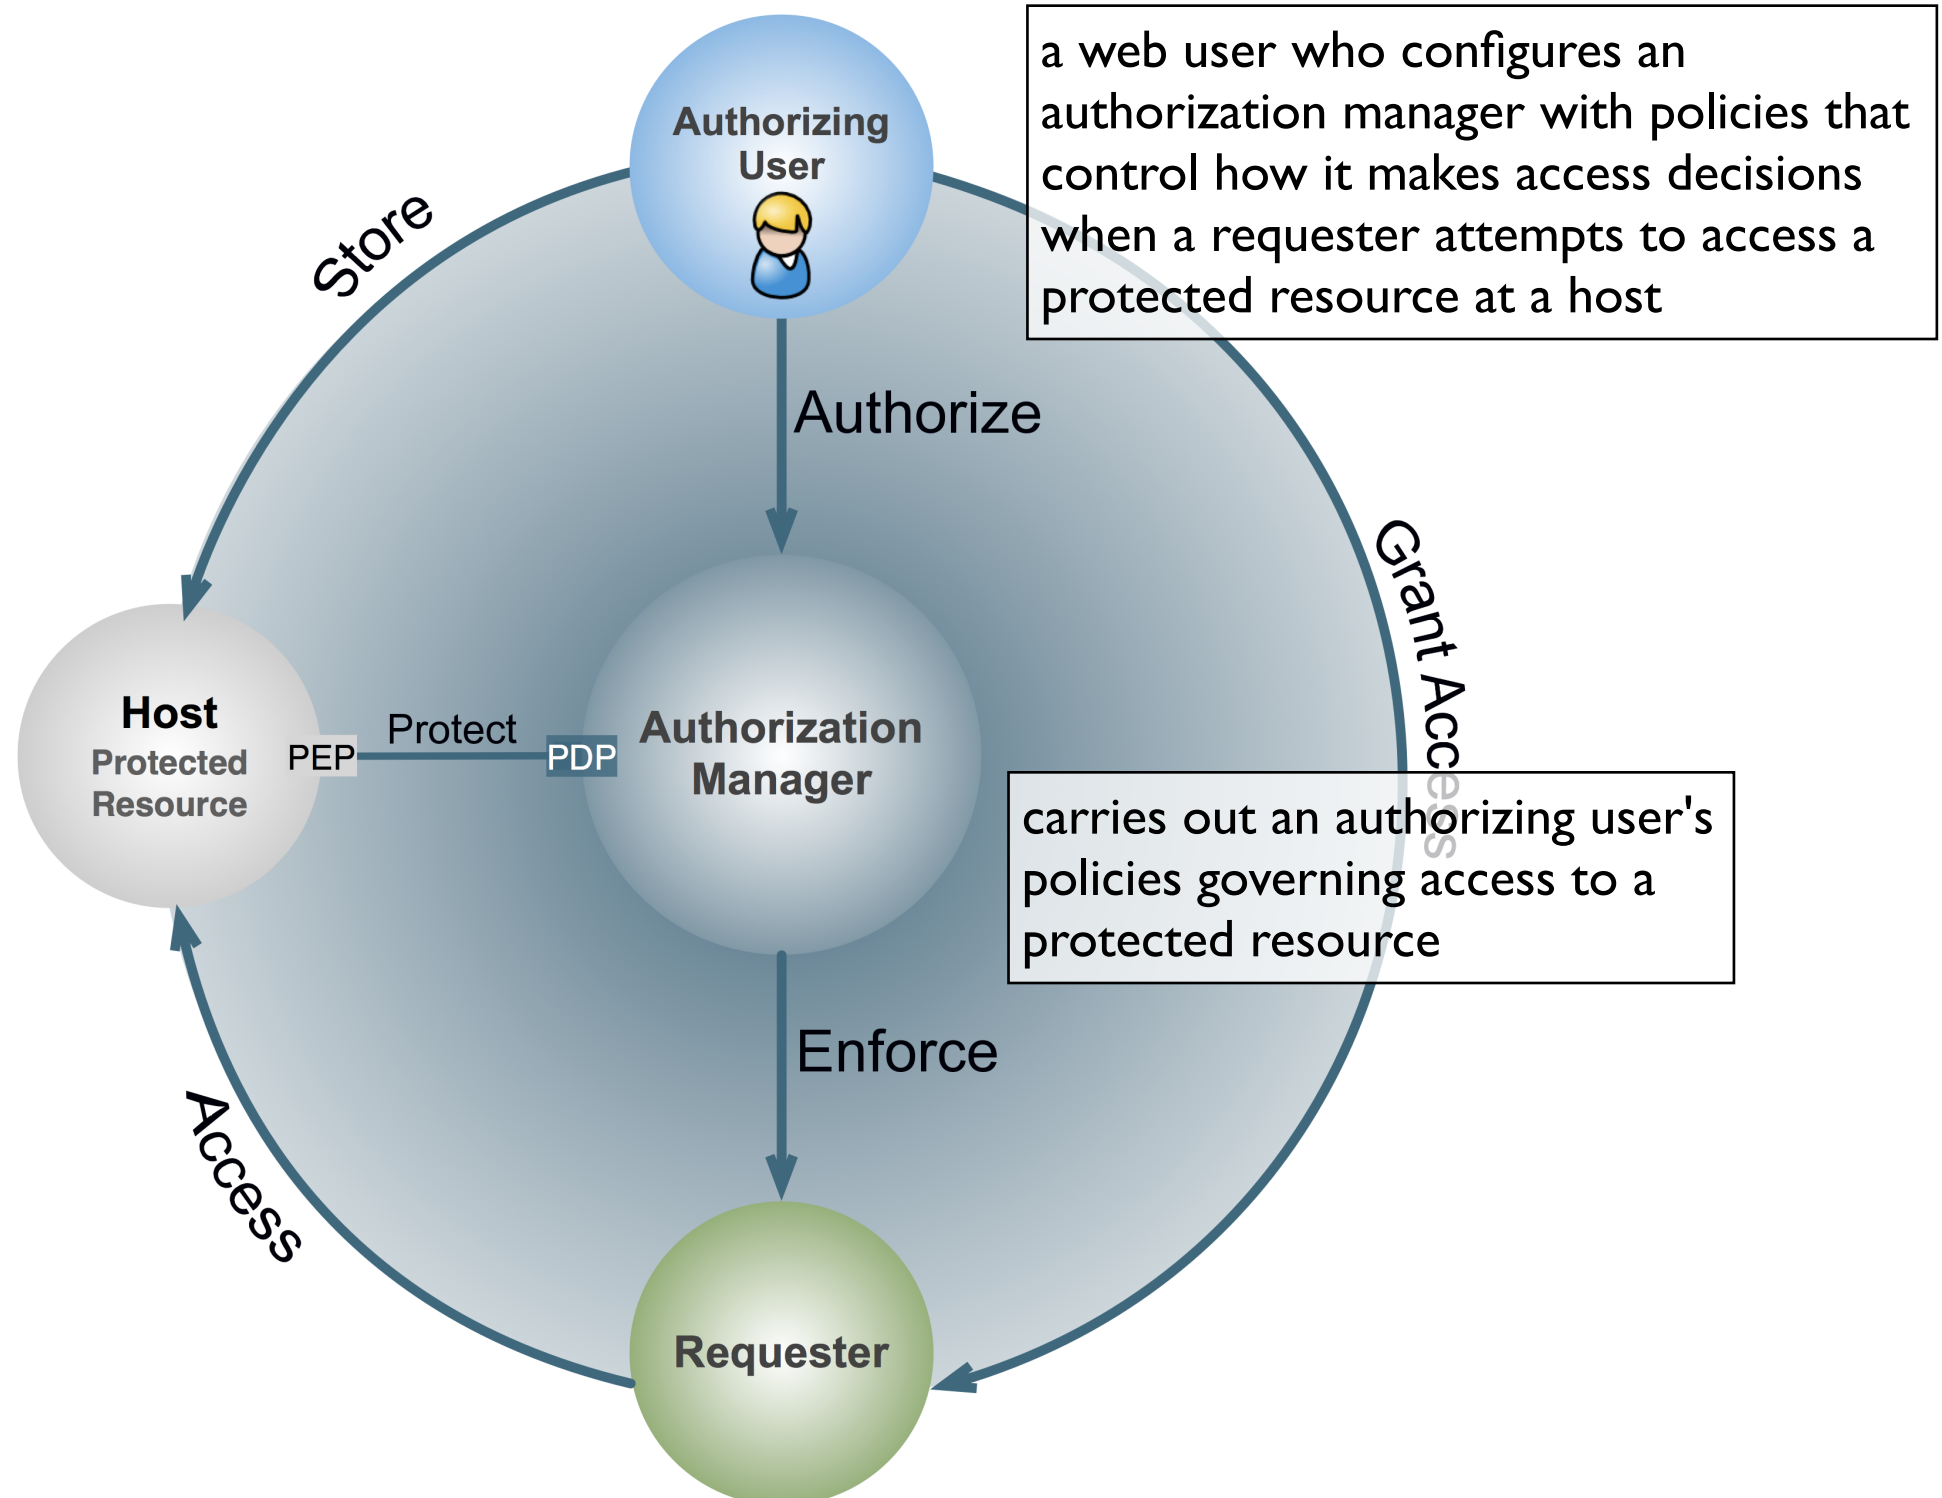 Authorizing
User
a web user who configures an
authorization manager with policies that
control how it makes access decisions
when a requester attempts to access a
protected resource at a host
Store
Authorize
Grant Access
Host
Protected
Resource
PEP
Protect
PDP
Authorization
Manager
carries out an authorizing user's
policies governing access to a
protected resource
Enforce
Access
Requester